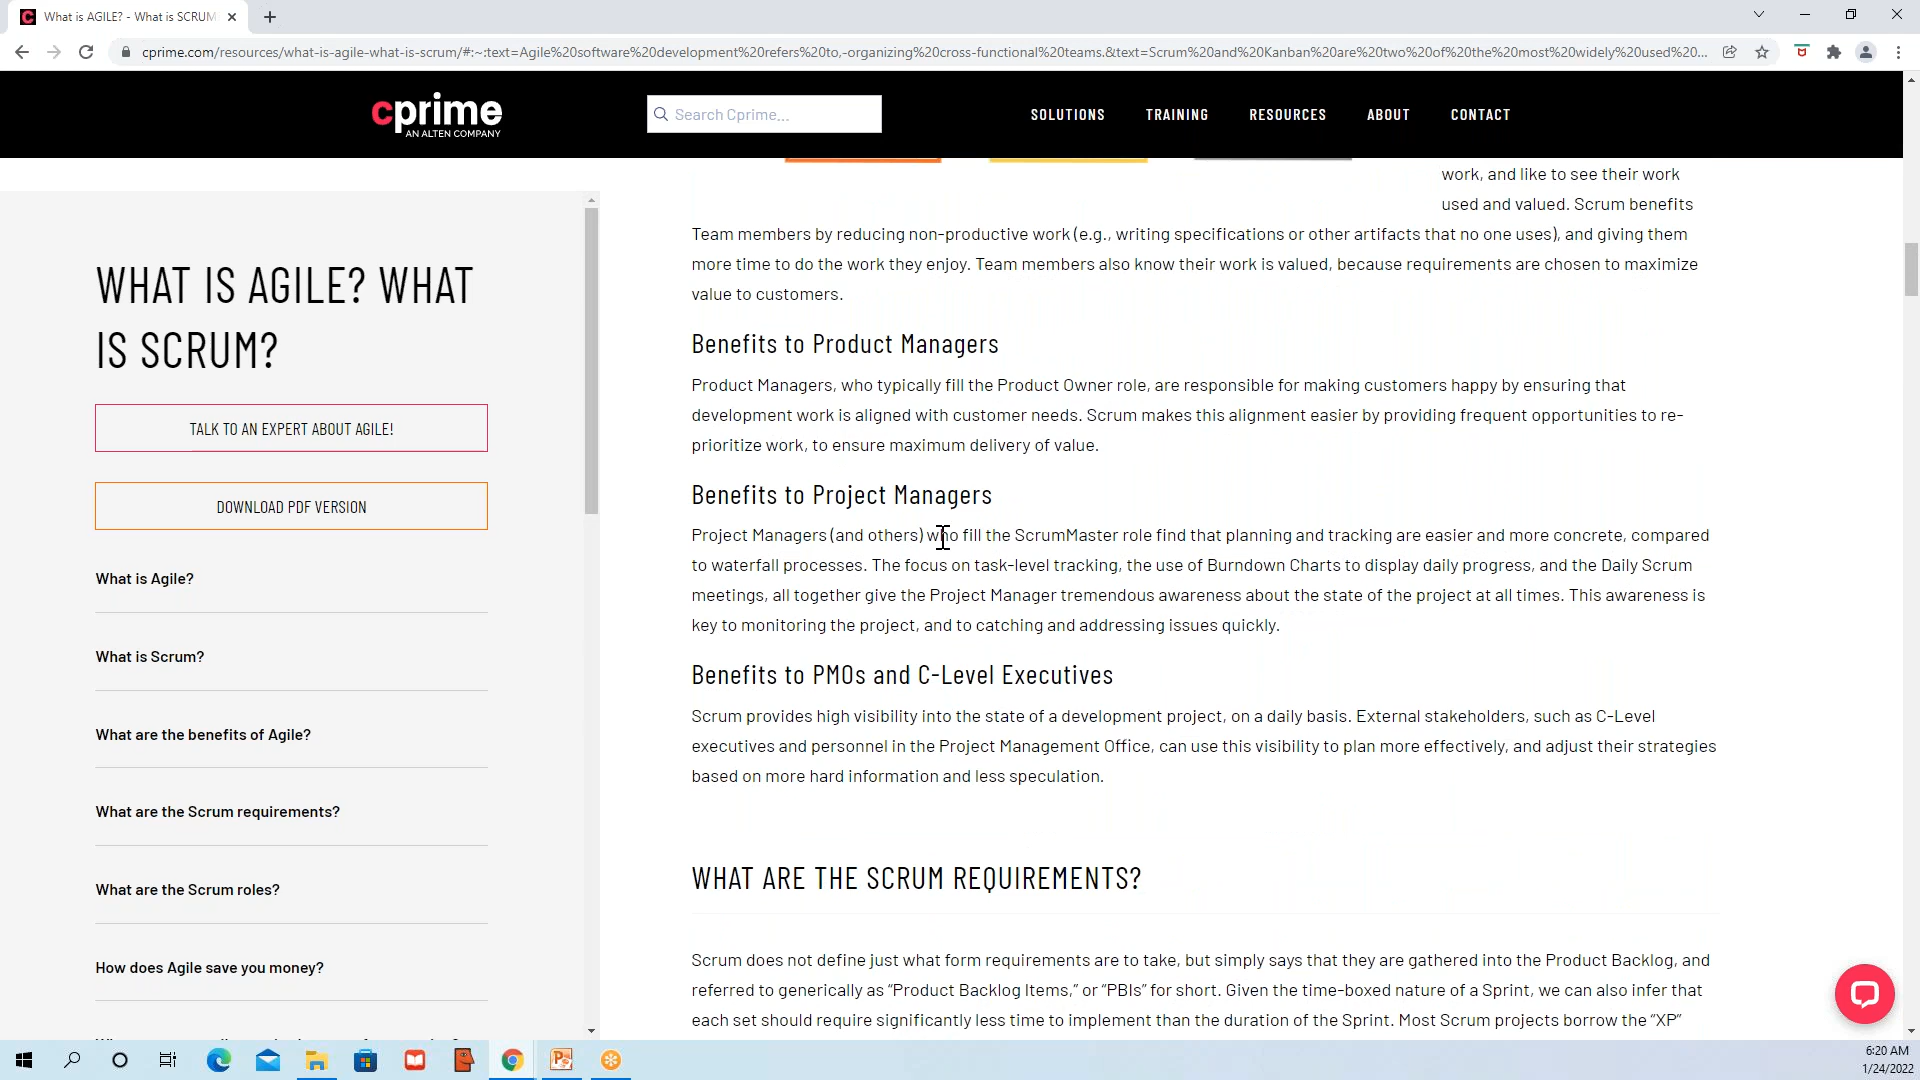 What is AGILE? - What is SCRUM
cprime.com/resources/what-is-agile-what-is-scrum/#:~:text=Agile%20software%20development%20refers%20to,-organizing%20cross-functional%20teams.&text=Scrum%20and%20Kanban%20are%20two%20of%20the%20most%20widely%20used%20...
cprime
AN ALTEN COMPANY
Search Cprime...
SOLUTIONS TRAINING RESOURCES ABOUT CONTACT
WHAT IS AGILE? WHAT
IS SCRUM?
TALK TO AN EXPERT ABOUT AGILE!
DOWNLOAD PDF VERSION
What is Agile?
What is Scrum?
What are the benefits of Agile?
What are the Scrum requirements?
What are the Scrum roles?
How does Agile save you money?
work, and like to see their work
used and valued. Scrum benefits
Team members by reducing non-productive work (e.g., writing specifications or other artifacts that no one uses), and giving them
more time to do the work they enjoy. Team members also know their work is valued, because requirements are chosen to maximize
value to customers.
Benefits to Product Managers
Product Managers, who typically fill the Product Owner role, are responsible for making customers happy by ensuring that
development work is aligned with customer needs. Scrum makes this alignment easier by providing frequent opportunities to re-
prioritize work, to ensure maximum delivery of value.
Benefits to Project Managers
Project Managers (and others) who fill the ScrumMaster role find that planning and tracking are easier and more concrete, compared
to waterfall processes. The focus on task-level tracking, the use of Burndown Charts to display daily progress, and the Daily Scrum
meetings, all together give the Project Manager tremendous awareness about the state of the project at all times. This awareness is
key to monitoring the project, and to catching and addressing issues quickly.
Benefits to PMOs and C-Level Executives
Scrum provides high visibility into the state of a development project, on a daily basis. External stakeholders, such as C-Level
executives and personnel in the Project Management Office, can use this visibility to plan more effectively, and adjust their strategies
based on more hard information and less speculation.
WHAT ARE THE SCRUM REQUIREMENTS?
Scrum does not define just what form requirements are to take, but simply says that they are gathered into the Product Backlog, and
referred to generically as “Product Backlog Items,” or “PBIs” for short. Given the time-boxed nature of a Sprint, we can also infer that
each set should require significantly less time to implement than the duration of the Sprint. Most Scrum projects borrow the “XP”
6:20 AM
1/24/2022